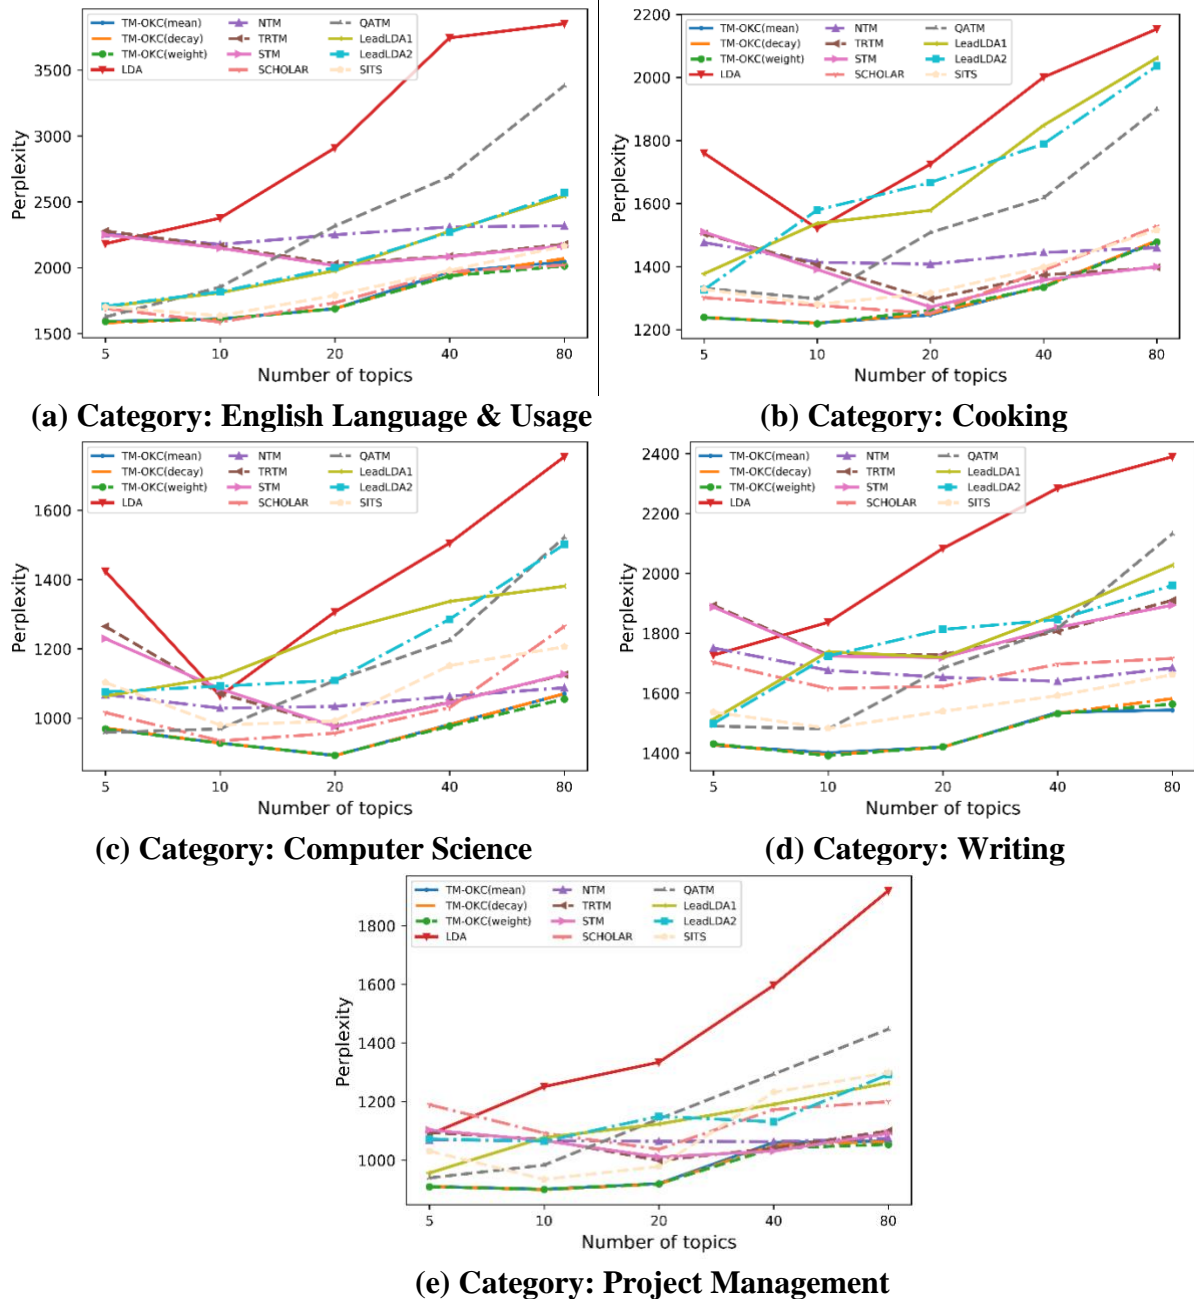 TM-OKC(mean) NTM QATM
TM-OKC(decay) TRTM LeadLDA1
TM-OKC(weight) STM LeadLDA2
LDA SCHOLAR SITS
Perplexity
3500
3000
2500
2000
1500
5 10 20 40 80
Number of topics
(a) Category: English Language & Usage
TM-OKC(mean) NTM QATM
TM-OKC(decay) TRTM LeadLDA1
TM-OKC(weight) STM LeadLDA2
LDA SCHOLAR SITS
Perplexity
2200
2000
1800
1600
1400
1200
5 10 20 40 80
Number of topics
(b) Category: Cooking
TM-OKC(mean) NTM QATM
TM-OKC(decay) TRTM LeadLDA1
TM-OKC(weight) STM LeadLDA2
LDA SCHOLAR SITS
Perplexity
1600
1400
1200
1000
5 10 20 40 80
Number of topics
(c) Category: Computer Science
TM-OKC(mean) NTM QATM
TM-OKC(decay) TRTM LeadLDA1
TM-OKC(weight) STM LeadLDA2
LDA SCHOLAR SITS
Perplexity
2400
2200
2000
1800
1600
1400
5 10 20 40 80
Number of topics
(d) Category: Writing
TM-OKC(mean) NTM QATM
TM-OKC(decay) TRTM LeadLDA1
TM-OKC(weight) STM LeadLDA2
LDA SCHOLAR SITS
Perplexity
1800
1600
1400
1200
1000
5 10 20 40 80
Number of topics
(e) Category: Project Management